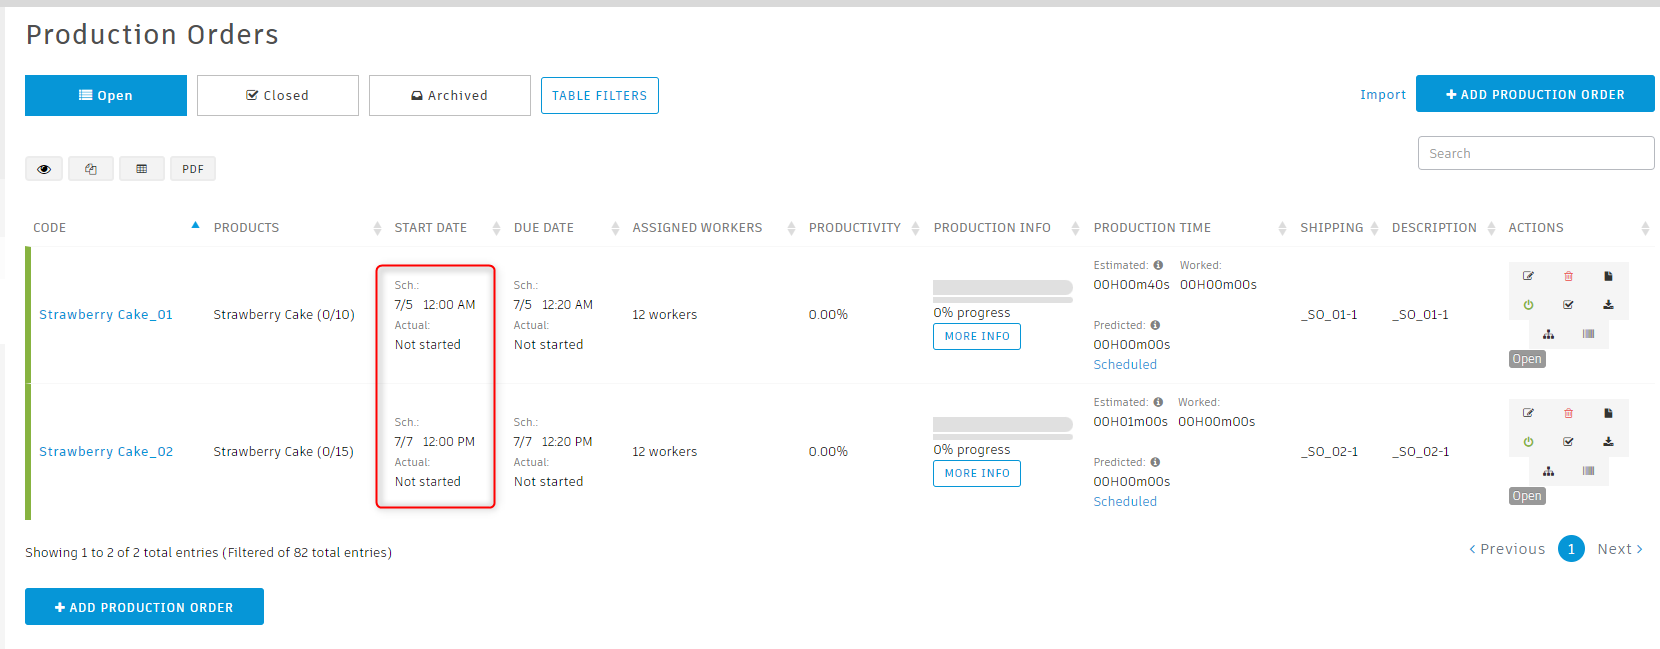 Production Orders
Open
Closed
Archived
TABLE FILTERS
Import
ADD PRODUCTION ORDER
PDF
Search
CODE PRODUCTS START DATE DUE DATE ASSIGNED WORKERS PRODUCTIVITY PRODUCTION INFO PRODUCTION TIME SHIPPING DESCRIPTION ACTIONS
Strawberry Cake_01
Strawberry Cake (0/10)
Sch.:
7/5 12:00 AM
Actual:
Not started
Sch.:
7/5 12:20 AM
Actual:
Not started
12 workers
0.00%
0% progress
MORE INFO
Estimated: Worked:
00H00m40s 00H00m00s
Predicted:
00H00m00s
Scheduled
_SO_01-1
_SO_01-1
Open
Strawberry Cake_02
Strawberry Cake (0/15)
Sch.:
7/7 12:00 PM
Actual:
Not started
Sch.:
7/7 12:20 PM
Actual:
Not started
12 workers
0.00%
0% progress
MORE INFO
Estimated: Worked:
00H01m00s 00H00m00s
Predicted:
00H00m00s
Scheduled
_SO_02-1
_SO_02-1
Open
Showing 1 to 2 of 2 total entries (Filtered of 82 total entries)
Previous 1 Next
ADD PRODUCTION ORDER